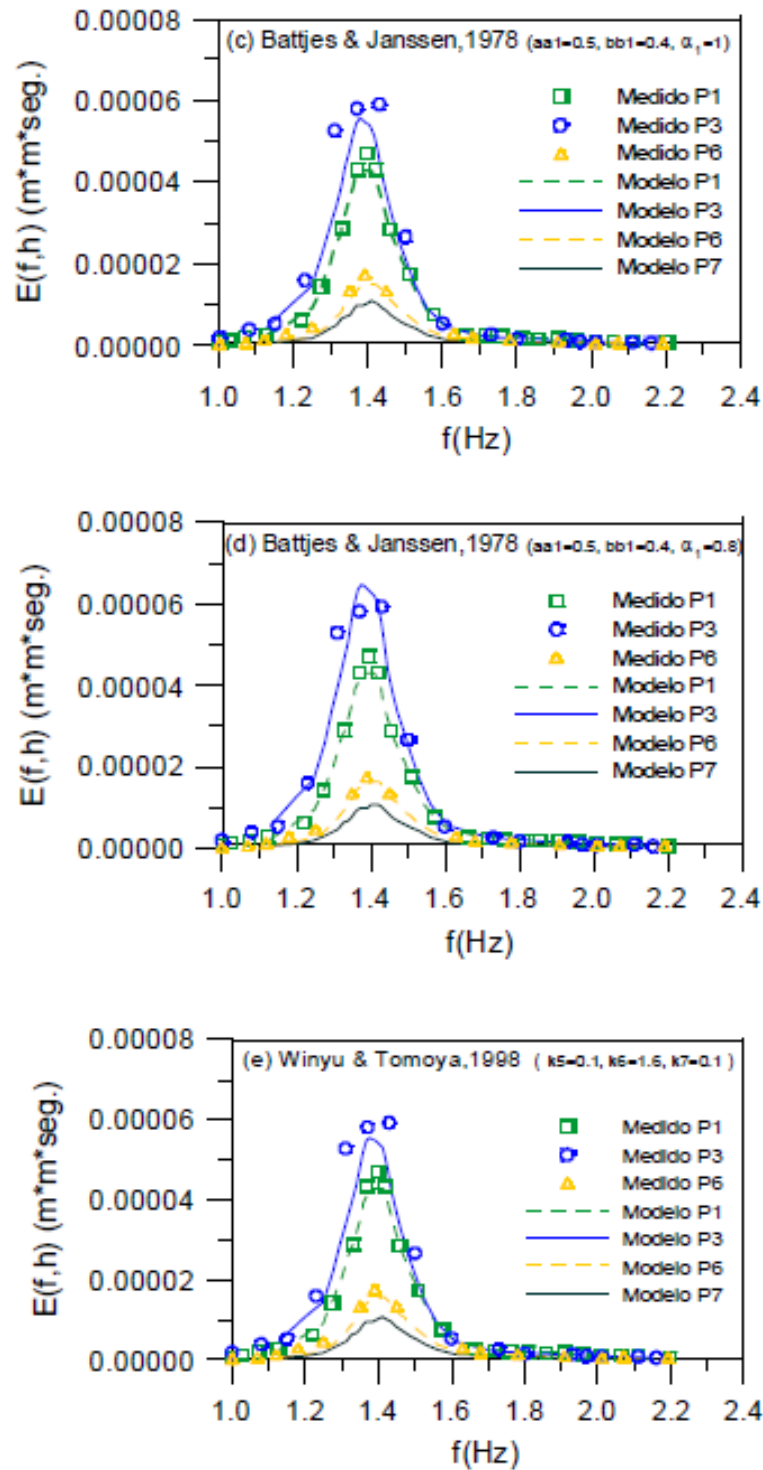 (c) Battjes & Janssen,1978 (aa1=0.5, bb1=0.4, α₁=1)
E(f,h) (m*m*seg.)
0.00008
0.00006
0.00004
0.00002
0.00000
Medido P1
Medido P3
Medido P6
Modelo P1
Modelo P3
Modelo P6
Modelo P7
1.0 1.2 1.4 1.6 1.8 2.0 2.2 2.4
f(Hz)
(d) Battjes & Janssen,1978 (aa1=0.5, bb1=0.4, α₁=0.8)
E(f,h) (m*m*seg.)
0.00008
0.00006
0.00004
0.00002
0.00000
Medido P1
Medido P3
Medido P6
Modelo P1
Modelo P3
Modelo P6
Modelo P7
1.0 1.2 1.4 1.6 1.8 2.0 2.2 2.4
f(Hz)
(e) Winyu & Tomoya,1998 ( k5=0.1, k6=1.6, k7=0.1 )
E(f,h) (m*m*seg.)
0.00008
0.00006
0.00004
0.00002
0.00000
Medido P1
Medido P3
Medido P6
Modelo P1
Modelo P3
Modelo P6
Modelo P7
1.0 1.2 1.4 1.6 1.8 2.0 2.2 2.4
f(Hz)